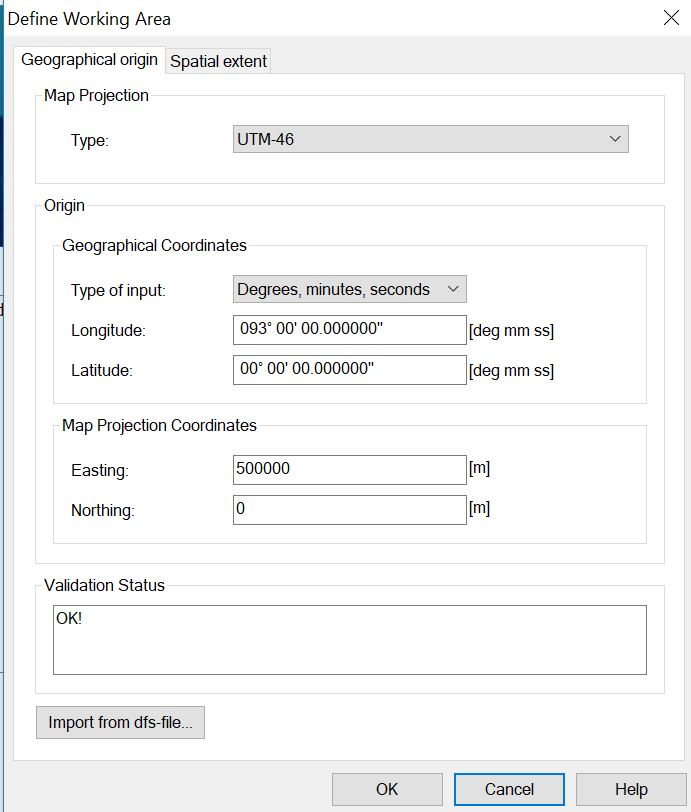 Define Working Area
Geographical origin Spatial extent
Map Projection
Type: UTM-46
Origin
Geographical Coordinates
Type of input: Degrees, minutes, seconds
Longitude: 093° 00' 00.000000" [deg mm ss]
Latitude: 00° 00' 00.000000" [deg mm ss]
Map Projection Coordinates
Easting: 500000 [m]
Northing: 0 [m]
Validation Status
OK!
Import from dfs-file...
OK Cancel Help